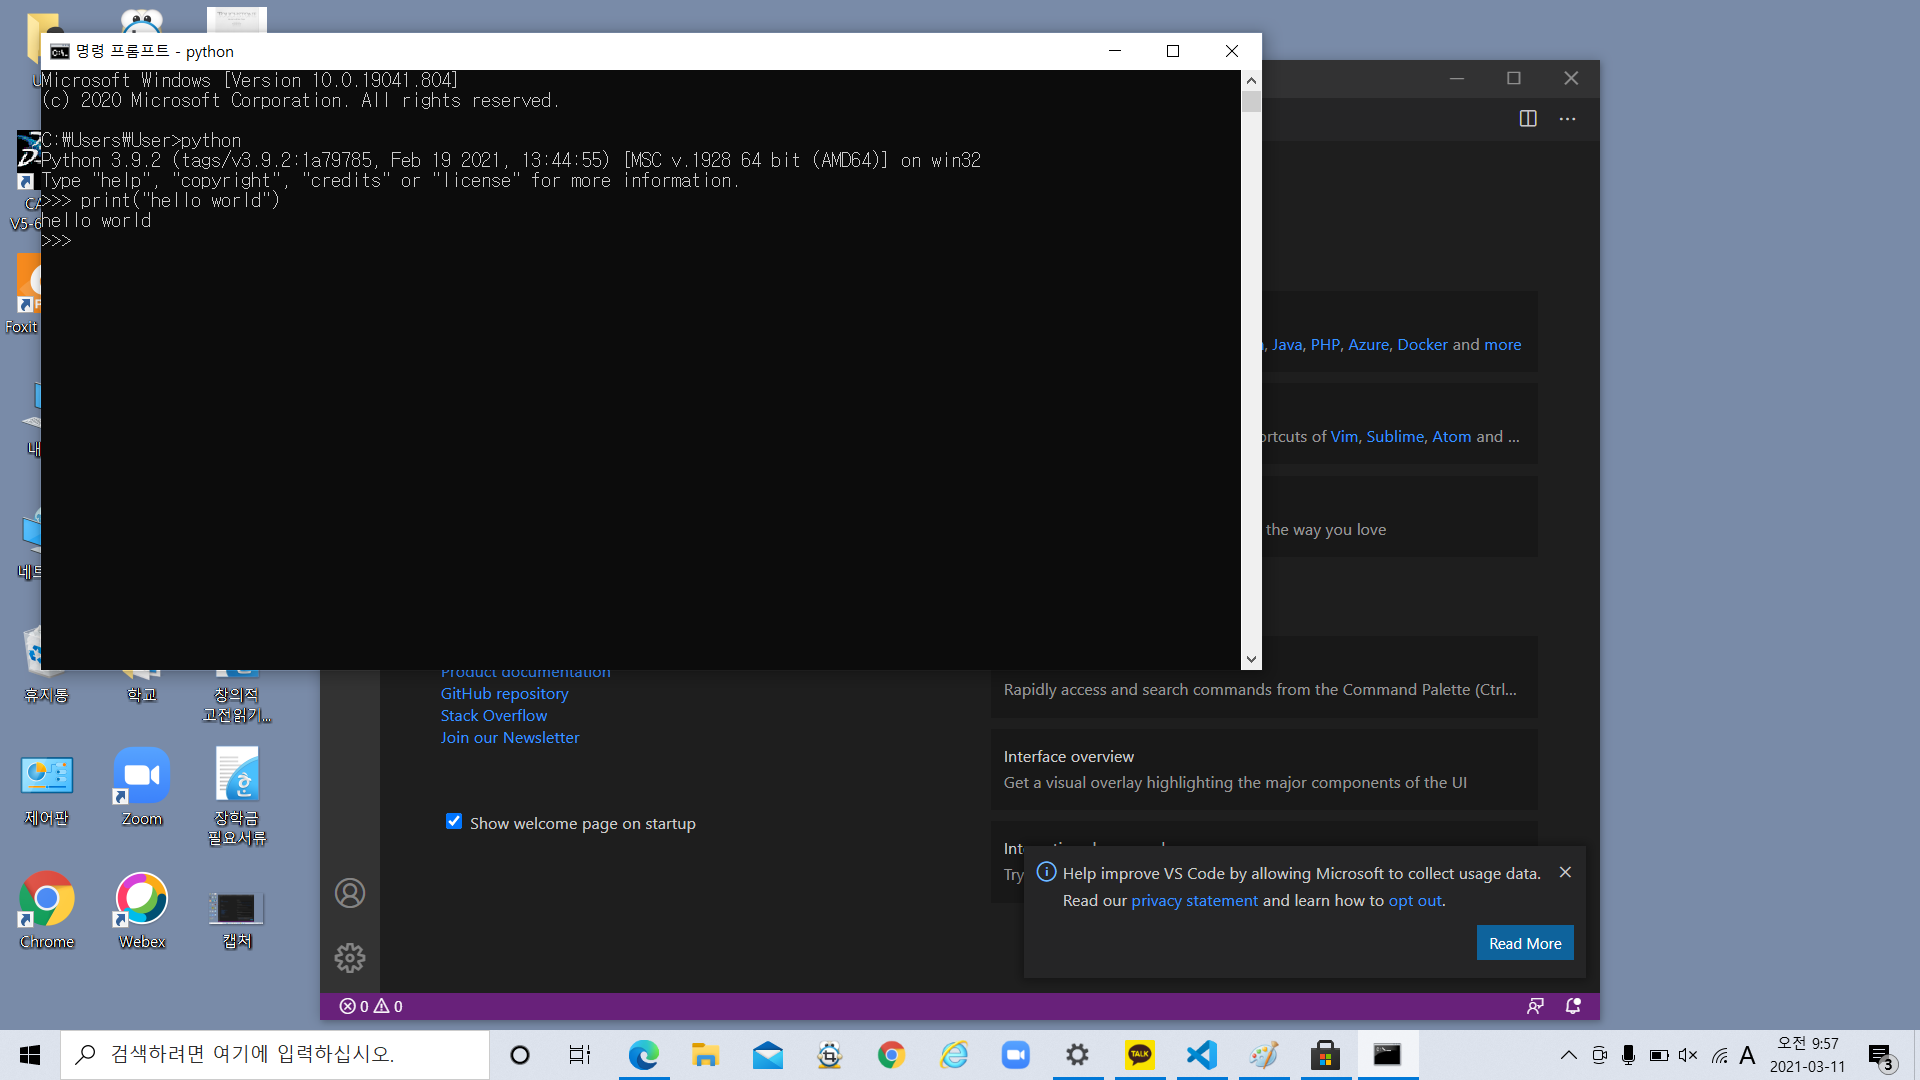 명령 프롬프트 - python
Microsoft Windows [Version 10.0.19041.804]
(c) 2020 Microsoft Corporation. All rights reserved.
C:₩Users₩User>python
Python 3.9.2 (tags/v3.9.2:1a79785, Feb 19 2021, 13:44:55) [MSC v.1928 64 bit (AMD64)] on win32
Type "help", "copyright", "credits" or "license" for more information.
>>> print("hello world")
hello world
>>>
Foxit
휴지통
학교
창의적
고전읽기...
제어판
Zoom
장학금
필요서류
Chrome
Webex
캡처
, Java, PHP, Azure, Docker and more
of Vim, Sublime, Atom and ...
the way you love
Product documentation
GitHub repository
Stack Overflow
Join our Newsletter
Show welcome page on startup
Rapidly access and search commands from the Command Palette (Ctrl...
Interface overview
Get a visual overlay highlighting the major components of the UI
Try
Help improve VS Code by allowing Microsoft to collect usage data.
Read our privacy statement and learn how to opt out.
Read More
0 0
검색하려면 여기에 입력하십시오.
TALK
A
오전 9:57
2021-03-11
3